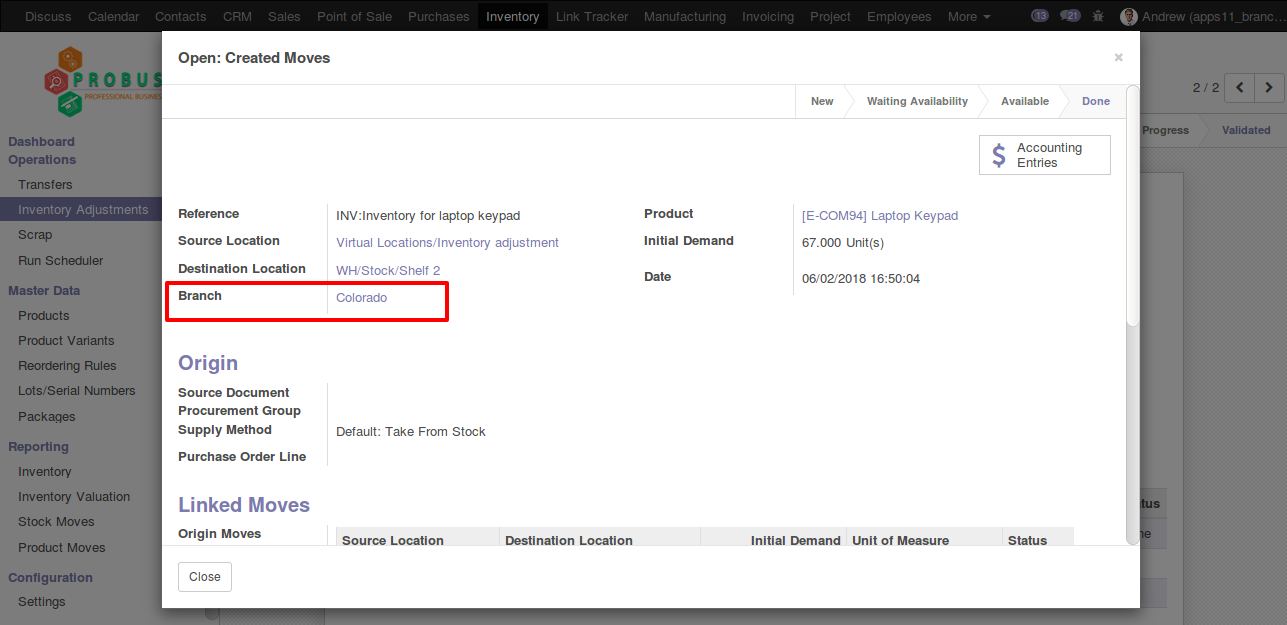 Discuss Calendar Contacts CRM Sales Point of Sale Purchases Inventory Link Tracker Manufacturing Invoicing Project Employees More 13 21 Andrew (apps11_branc...
PROBUS
PROFESSIONAL BUSINES
Dashboard
Operations
Transfers
Inventory Adjustments
Scrap
Run Scheduler
Master Data
Products
Product Variants
Reordering Rules
Lots/Serial Numbers
Packages
Reporting
Inventory
Inventory Valuation
Stock Moves
Product Moves
Configuration
Settings
Open: Created Moves ×
New Waiting Availability Available Done
Accounting
Entries
Reference INV:Inventory for laptop keypad
Source Location Virtual Locations/Inventory adjustment
Destination Location WH/Stock/Shelf 2
Branch Colorado
Product [E-COM94] Laptop Keypad
Initial Demand 67.000 Unit(s)
Date 06/02/2018 16:50:04
Origin
Source Document
Procurement Group
Supply Method Default: Take From Stock
Purchase Order Line
Linked Moves
Origin Moves
Source Location Destination Location Initial Demand Unit of Measure Status
Close
2 / 2
Progress Validated
tus
ne